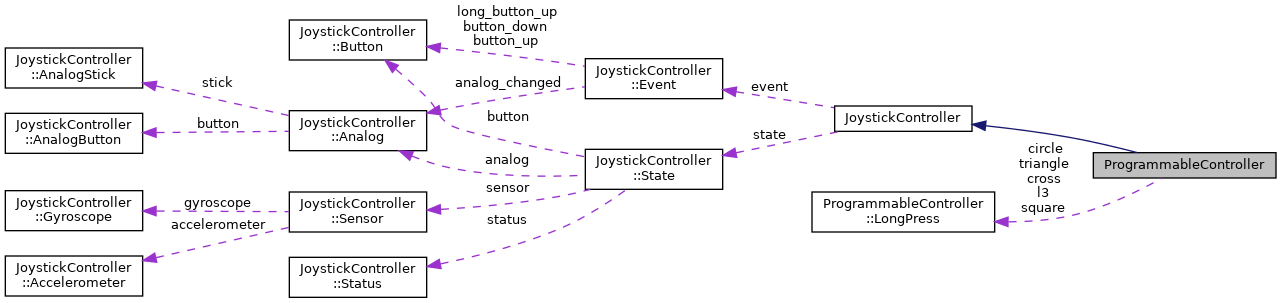 long_button_up
button_down
button_up
JoystickController
::Button
JoystickController
::AnalogStick
stick
analog_changed
JoystickController
::Event
event
JoystickController
::AnalogButton
button
JoystickController
::Analog
button
JoystickController
state
analog
JoystickController
::State
circle
triangle
cross
l3
square
ProgrammableController
sensor
JoystickController
::Gyroscope
gyroscope
accelerometer
JoystickController
::Sensor
status
ProgrammableController
::LongPress
JoystickController
::Accelerometer
JoystickController
::Status